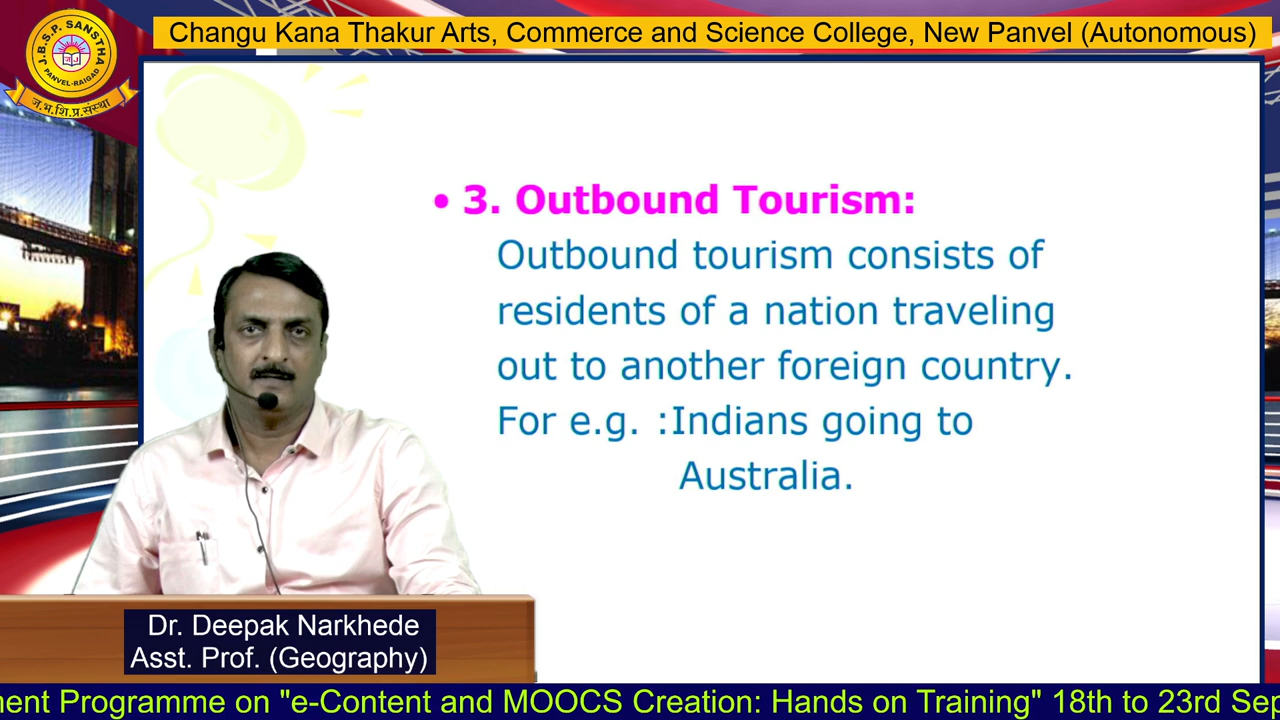 Changu Kana Thakur Arts, Commerce and Science College, New Panvel (Autonomous)
J.B.S.P. SANSTHA
PANVEL-RAIGAD
ज.भ.शि.प्र.संस्था
• 3. Outbound Tourism:
Outbound tourism consists of
residents of a nation traveling
out to another foreign country.
For e.g. :Indians going to
Australia.
Dr. Deepak Narkhede
Asst. Prof. (Geography)
nent Programme on "e-Content and MOOCS Creation: Hands on Training" 18th to 23rd Sep